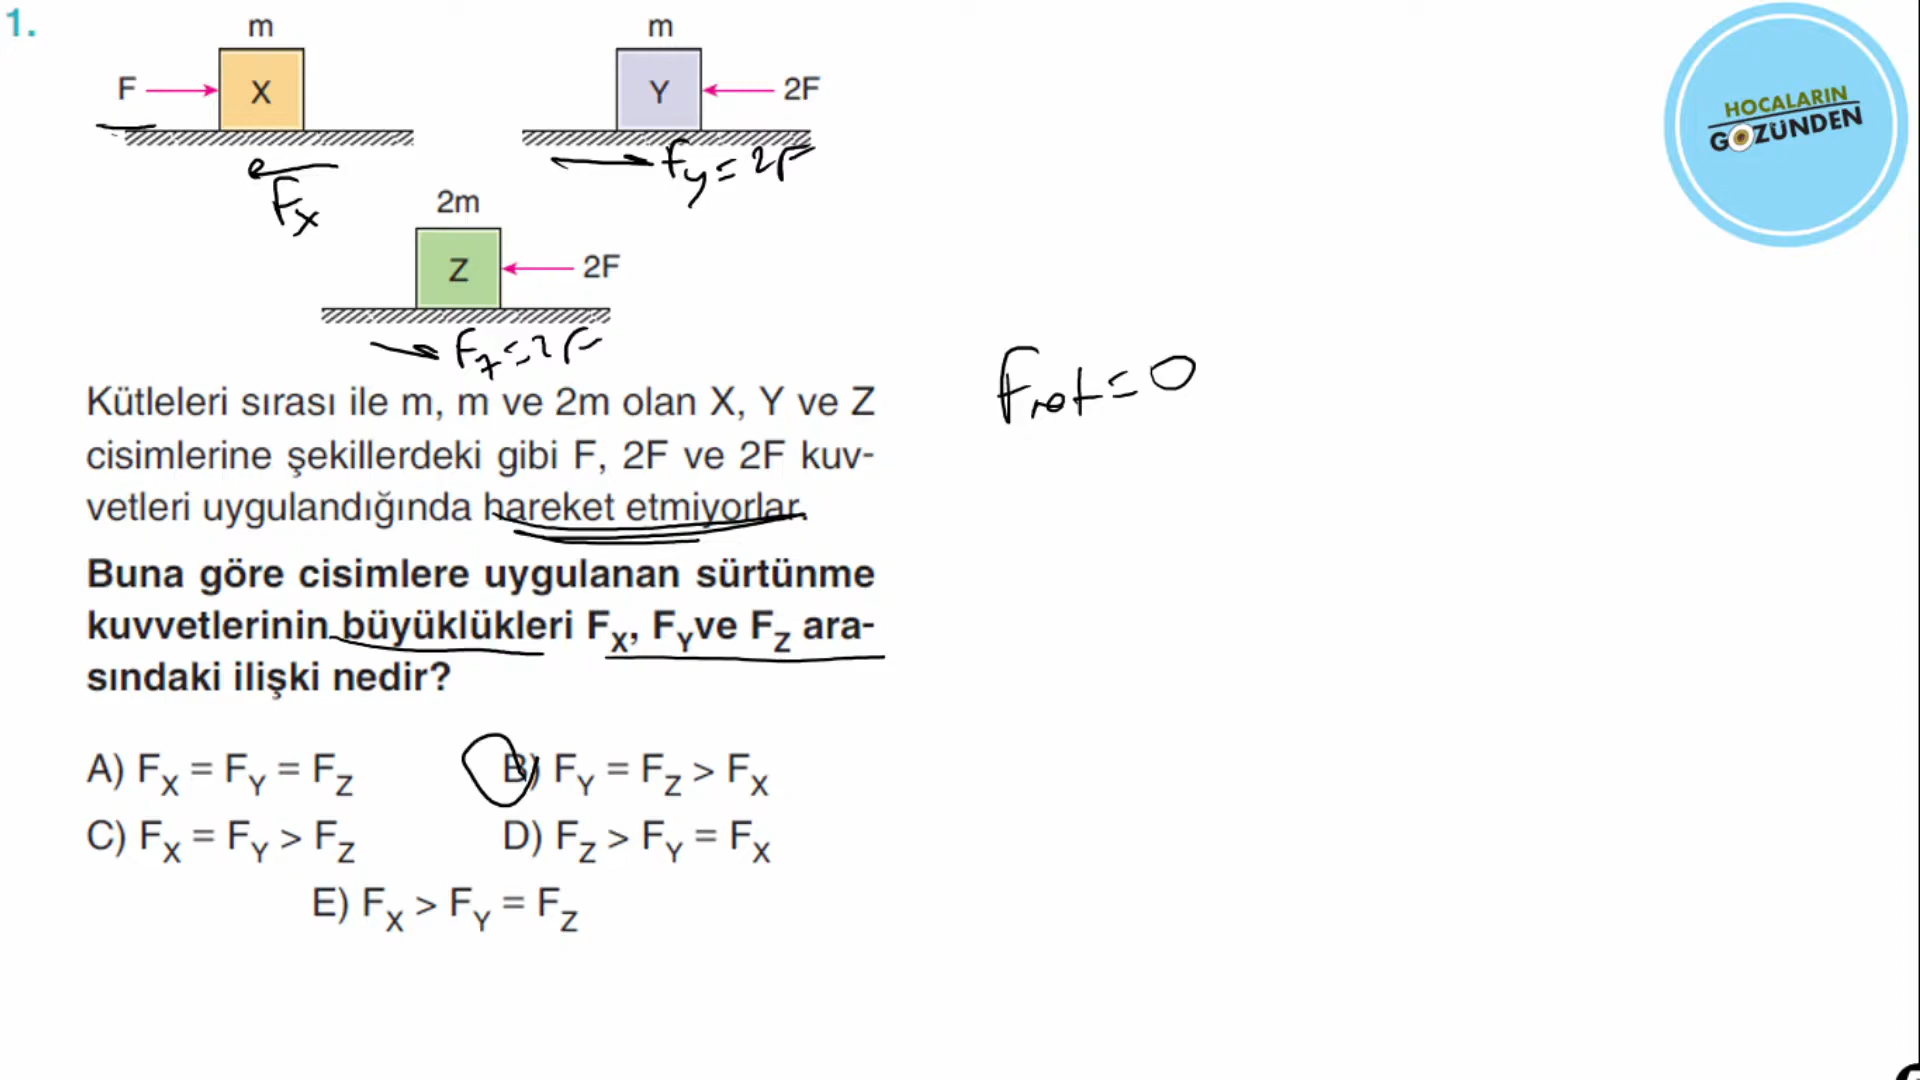 1.
m
m
F
X
Y
2F
HOCALARIN
GÖZÜNDEN
Fy = 2F
Fx
2m
Z
2F
Fz = 2F
Fnet = 0
Kütleleri sırası ile m, m ve 2m olan X, Y ve Z
cisimlerine şekillerdeki gibi F, 2F ve 2F kuv-
vetleri uygulandığında hareket etmiyorlar.
Buna göre cisimlere uygulanan sürtünme
kuvvetlerinin büyüklükleri FX, FYve FZ ara-
sındaki ilişki nedir?
A) FX = FY = FZ
B) FY = FZ > FX
C) FX = FY > FZ
D) FZ > FY = FX
E) FX > FY = FZ